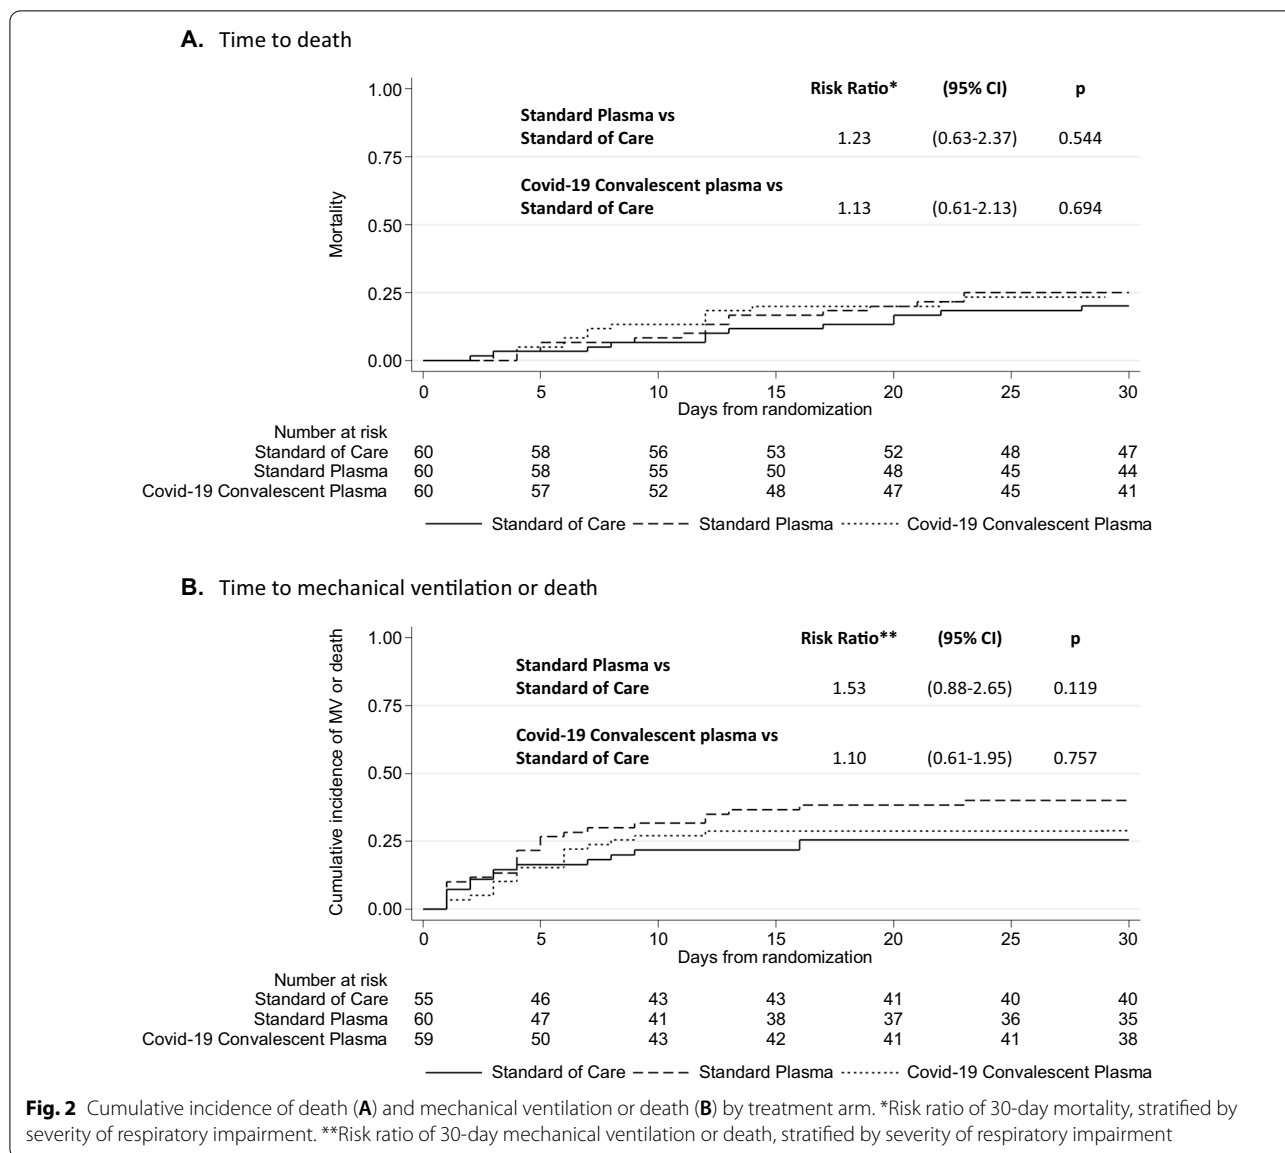 A. Time to death
Risk Ratio* (95% CI) p
Standard Plasma vs
Standard of Care 1.23 (0.63-2.37) 0.544
Covid-19 Convalescent plasma vs
Standard of Care 1.13 (0.61-2.13) 0.694
Mortality
1.00
0.75
0.50
0.25
0.00
0 5 10 15 20 25 30
Days from randomization
Number at risk
Standard of Care 60 58 56 53 52 48 47
Standard Plasma 60 58 55 50 48 45 44
Covid-19 Convalescent Plasma 60 57 52 48 47 45 41
Standard of Care Standard Plasma Covid-19 Convalescent Plasma
B. Time to mechanical ventilation or death
Risk Ratio** (95% CI) p
Standard Plasma vs
Standard of Care 1.53 (0.88-2.65) 0.119
Covid-19 Convalescent plasma vs
Standard of Care 1.10 (0.61-1.95) 0.757
Cumulative incidence of MV or death
1.00
0.75
0.50
0.25
0.00
0 5 10 15 20 25 30
Days from randomization
Number at risk
Standard of Care 55 46 43 43 41 40 40
Standard Plasma 60 47 41 38 37 36 35
Covid-19 Convalescent Plasma 59 50 43 42 41 41 38
Standard of Care Standard Plasma Covid-19 Convalescent Plasma
Fig. 2 Cumulative incidence of death (A) and mechanical ventilation or death (B) by treatment arm. *Risk ratio of 30-day mortality, stratified by
severity of respiratory impairment. **Risk ratio of 30-day mechanical ventilation or death, stratified by severity of respiratory impairment